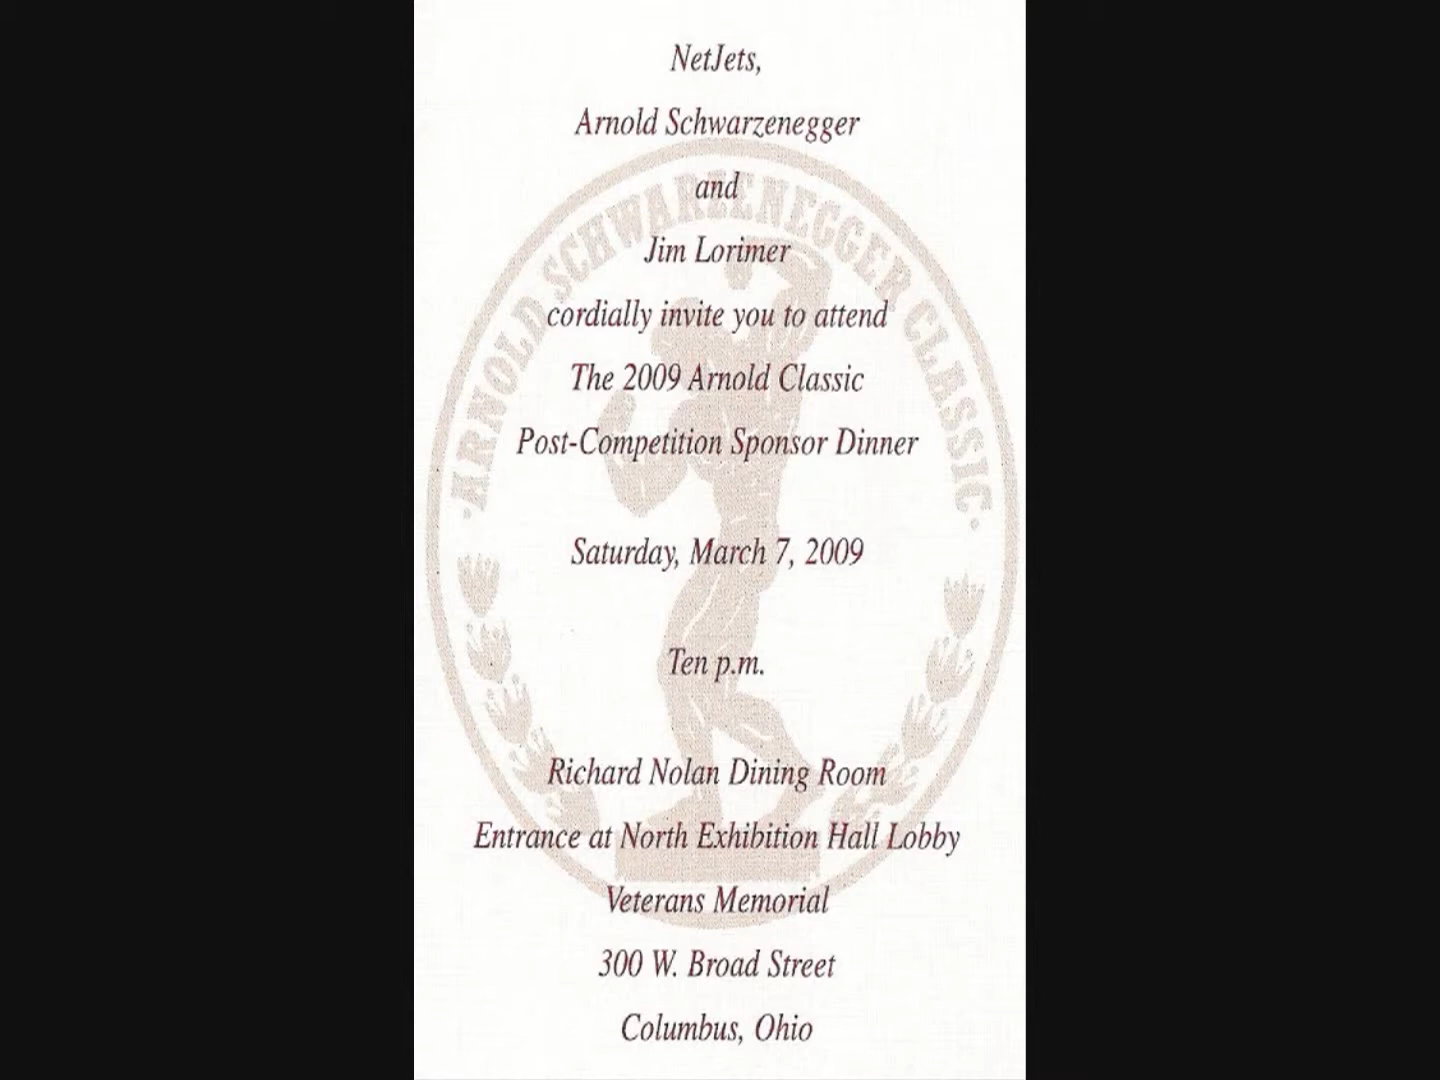 NetJets,
Arnold Schwarzenegger
and
Jim Lorimer
cordially invite you to attend
The 2009 Arnold Classic
Post-Competition Sponsor Dinner
Saturday, March 7, 2009
Ten p.m.
Richard Nolan Dining Room
Entrance at North Exhibition Hall Lobby
Veterans Memorial
300 W. Broad Street
Columbus, Ohio
·ARNOLD SCHWARZENEGGER CLASSIC·